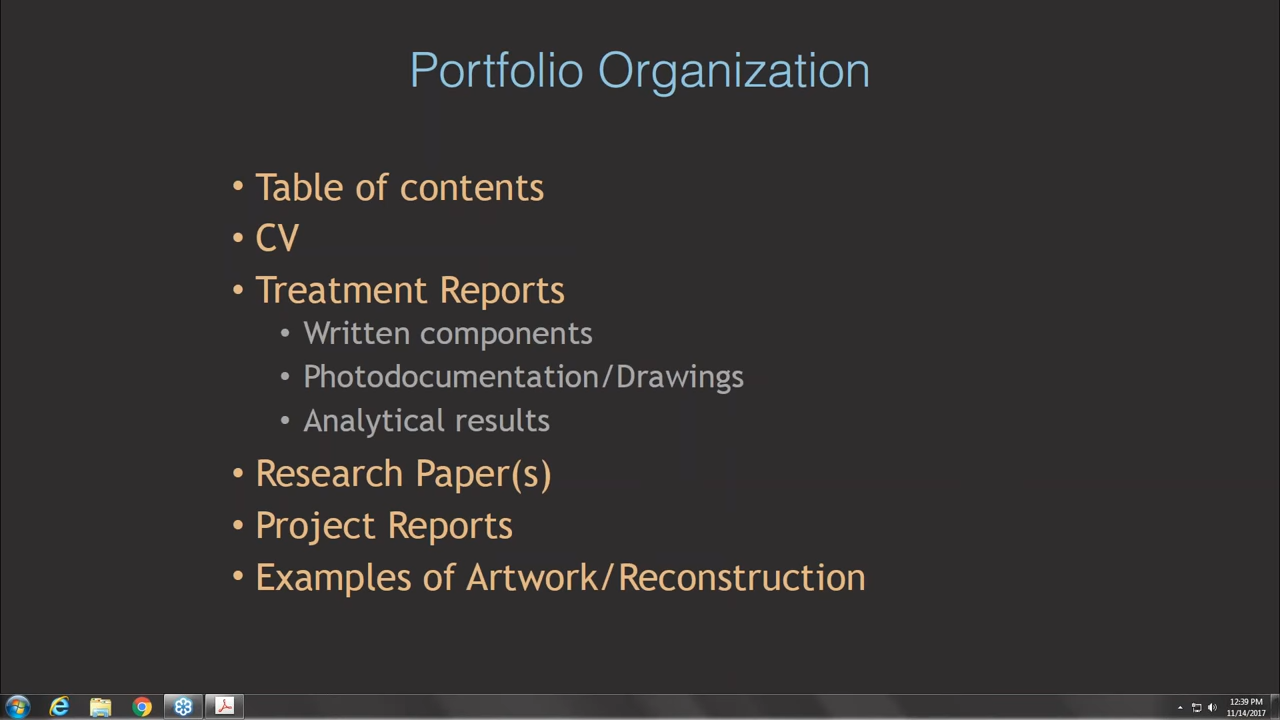 Portfolio Organization
• Table of contents
• CV
• Treatment Reports
• Written components
• Photodocumentation/Drawings
• Analytical results
• Research Paper(s)
• Project Reports
• Examples of Artwork/Reconstruction
12:39 PM
11/14/2017